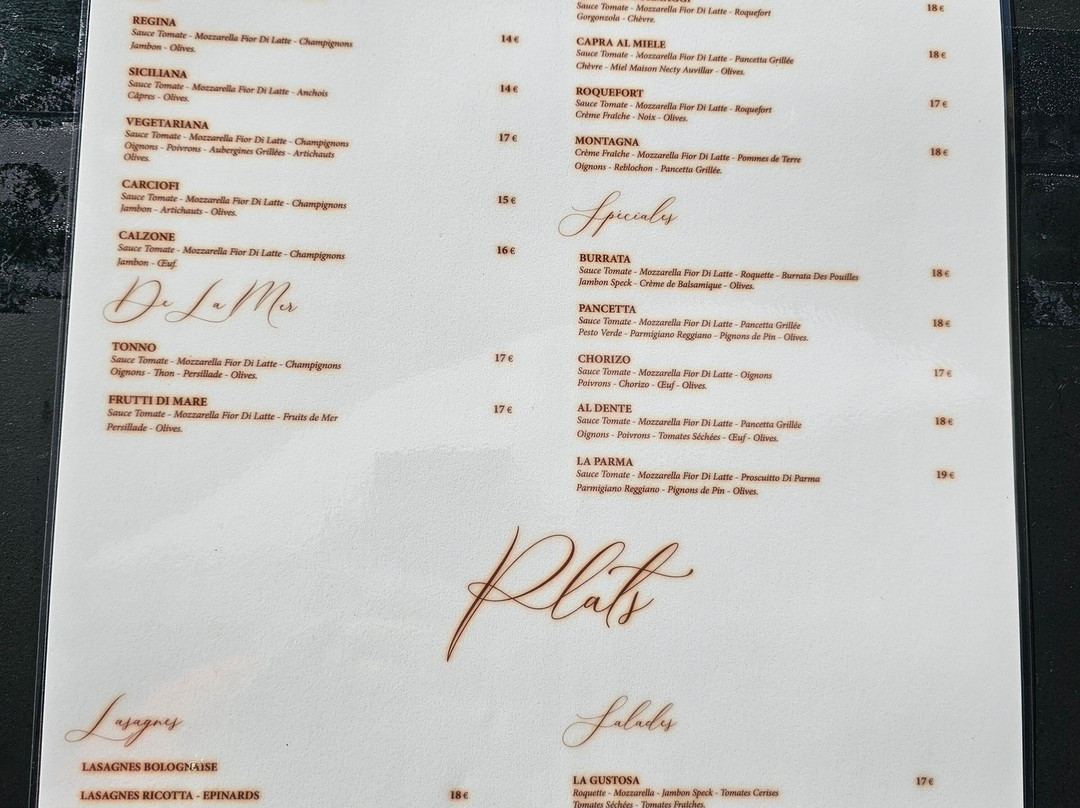 REGINA
14 €
Sauce Tomate - Mozzarella Fior Di Latte - Champignons
Jambon - Olives.
SICILIANA
14 €
Sauce Tomate - Mozzarella Fior Di Latte - Anchois
Câpres - Olives.
VEGETARIANA
17 €
Sauce Tomate - Mozzarella Fior Di Latte - Champignons
Oignons - Poivrons - Aubergines Grillées - Artichauts
Olives.
CARCIOFI
15 €
Sauce Tomate - Mozzarella Fior Di Latte - Champignons
Jambon - Artichauts - Olives.
CALZONE
16 €
Sauce Tomate - Mozzarella Fior Di Latte - Champignons
Jambon - Œuf.
De La Mer
TONNO
17 €
Sauce Tomate - Mozzarella Fior Di Latte - Champignons
Oignons - Thon - Persillade - Olives.
FRUTTI DI MARE
17 €
Sauce Tomate - Mozzarella Fior Di Latte - Fruits de Mer
Persillade - Olives.
Sauce Tomate - Mozzarella Fior Di Latte - Roquefort
18 €
Gorgonzola - Chèvre.
CAPRA AL MIELE
18 €
Sauce Tomate - Mozzarella Fior Di Latte - Pancetta Grillée
Chèvre - Miel Maison Necty Auvillar - Olives.
ROQUEFORT
17 €
Sauce Tomate - Mozzarella Fior Di Latte - Roquefort
Crème Fraîche - Noix - Olives.
MONTAGNA
18 €
Crème Fraîche - Mozzarella Fior Di Latte - Pommes de Terre
Oignons - Reblochon - Pancetta Grillée.
Spéciales
BURRATA
18 €
Sauce Tomate - Mozzarella Fior Di Latte - Roquette - Burrata Des Pouilles
Jambon Speck - Crème de Balsamique - Olives.
PANCETTA
18 €
Sauce Tomate - Mozzarella Fior Di Latte - Pancetta Grillée
Pesto Verde - Parmigiano Reggiano - Pignons de Pin - Olives.
CHORIZO
17 €
Sauce Tomate - Mozzarella Fior Di Latte - Oignons
Poivrons - Chorizo - Œuf - Olives.
AL DENTE
18 €
Sauce Tomate - Mozzarella Fior Di Latte - Pancetta Grillée
Oignons - Poivrons - Tomates Séchées - Œuf - Olives.
LA PARMA
19 €
Sauce Tomate - Mozzarella Fior Di Latte - Proscuitto Di Parma
Parmigiano Reggiano - Pignons de Pin - Olives.
Plats
Lasagnes
LASAGNES BOLOGNAISE
LASAGNES RICOTTA - EPINARDS
18 €
Salades
LA GUSTOSA
17 €
Roquette - Mozzarella - Jambon Speck - Tomates Cerises
Tomates Séchées - Tomates Fraîches.